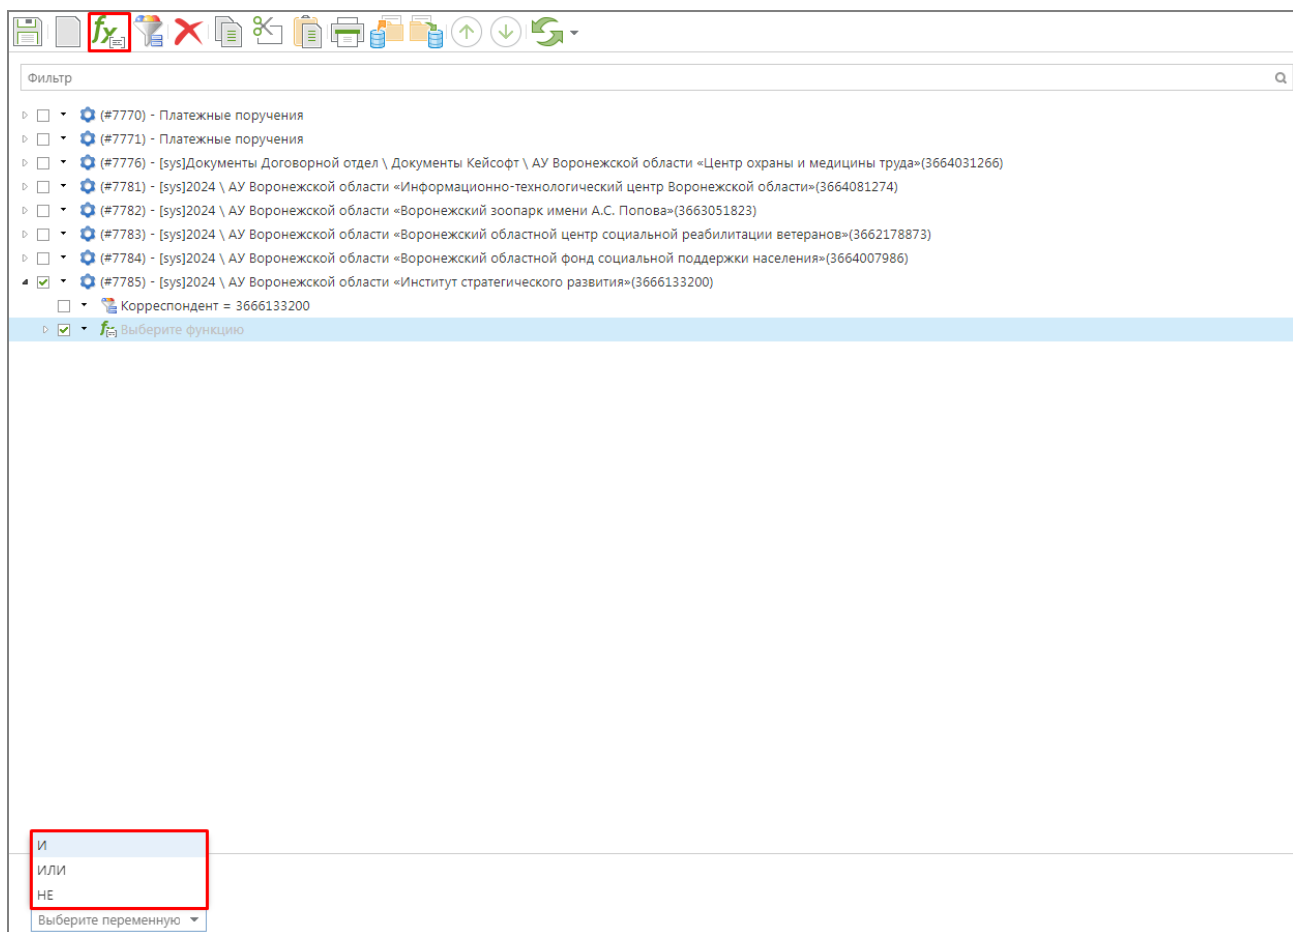 fx
Фильтр
(#7770) - Платежные поручения
(#7771) - Платежные поручения
(#7776) - [sys]Документы Договорной отдел \ Документы Кейсофт \ АУ Воронежской области «Центр охраны и медицины труда»(3664031266)
(#7781) - [sys]2024 \ АУ Воронежской области «Информационно-технологический центр Воронежской области»(3664081274)
(#7782) - [sys]2024 \ АУ Воронежской области «Воронежский зоопарк имени А.С. Попова»(3663051823)
(#7783) - [sys]2024 \ АУ Воронежской области «Воронежский областной центр социальной реабилитации ветеранов»(3662178873)
(#7784) - [sys]2024 \ АУ Воронежской области «Воронежский областной фонд социальной поддержки населения»(3664007986)
(#7785) - [sys]2024 \ АУ Воронежской области «Институт стратегического развития»(3666133200)
Корреспондент = 3666133200
Выберите функцию
И
ИЛИ
НЕ
Выберите переменную